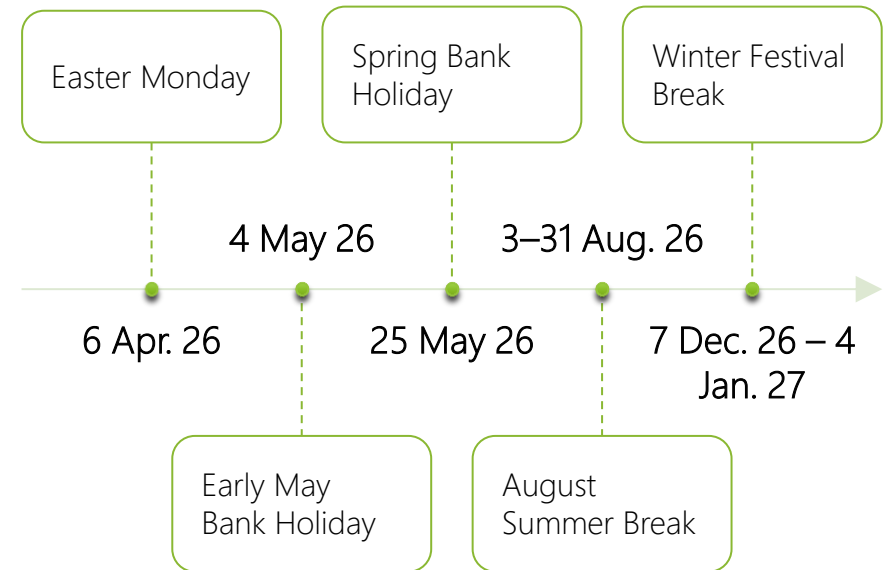 Easter Monday
Spring Bank
Holiday
Winter Festival
Break
4 May 26
3–31 Aug. 26
6 Apr. 26
25 May 26
7 Dec. 26 – 4
Jan. 27
Early May
Bank Holiday
August
Summer Break